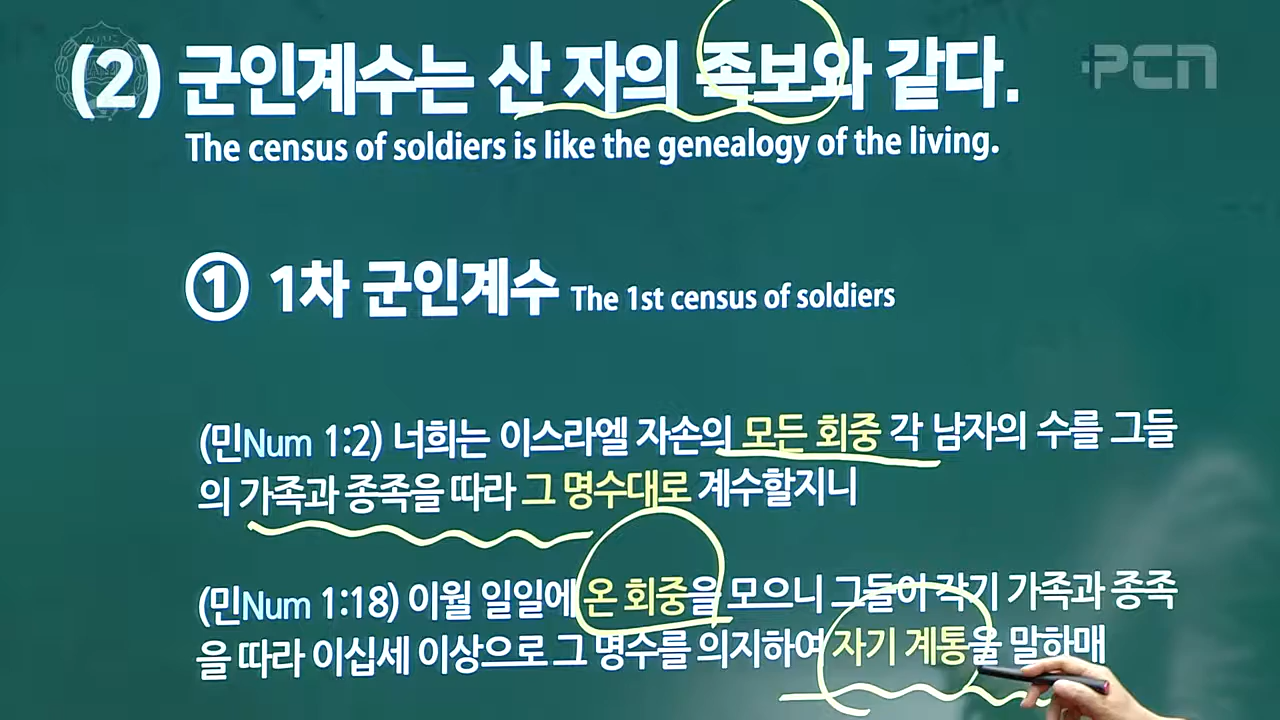 (2) 군인계수는 산 자의 족보와 같다.
PCN
The census of soldiers is like the genealogy of the living.
① 1차 군인계수 The 1st census of soldiers
(민Num 1:2) 너희는 이스라엘 자손의 모든 회중 각 남자의 수를 그들
의 가족과 종족을 따라 그 명수대로 계수할지니
(민Num 1:18) 이월 일일에 온 회중을 모으니 그들이 각기 가족과 종족
을 따라 이십세 이상으로 그 명수를 의지하여 자기 계통을 말하매